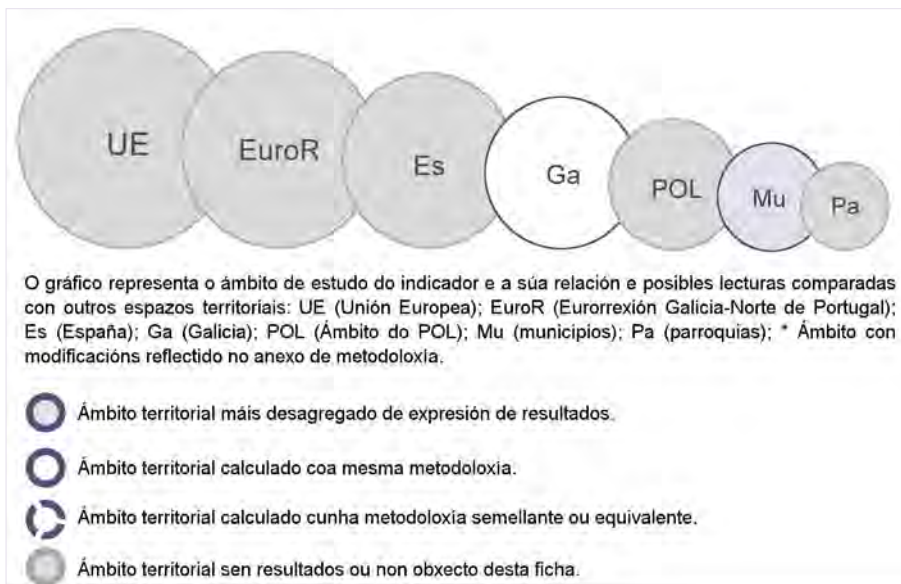 UE
EuroR
Es
Ga
POL
Mu
Pa
O gráfico representa o ámbito de estudo do indicador e a súa relación e posibles lecturas comparadas
con outros espazos territoriais: UE (Unión Europea); EuroR (Eurorrexión Galicia-Norte de Portugal);
Es (España); Ga (Galicia); POL (Ámbito do POL); Mu (municipios); Pa (parroquias); * Ámbito con
modificacións reflectido no anexo de metodoloxía.
Ámbito territorial máis desagregado de expresión de resultados.
Ámbito territorial calculado coa mesma metodoloxia.
Ámbito territorial calculado cunha metodoloxia semellante ou equivalente.
Ámbito territorial sen resultados ou non obxecto desta ficha.